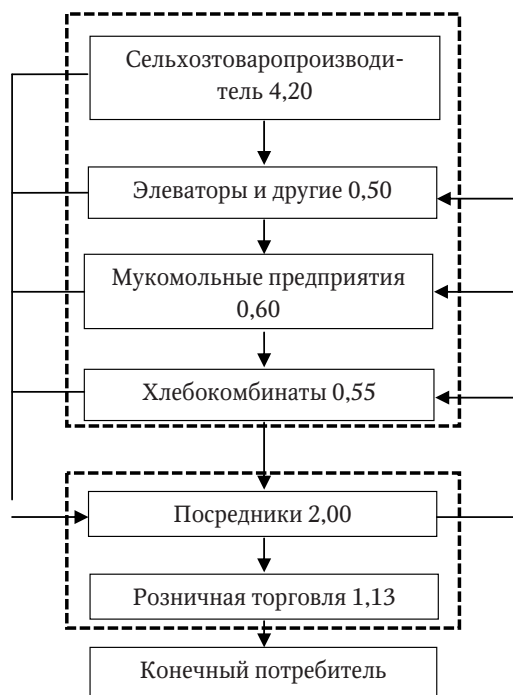 Сельхозтоваропроизводи-
тель 4,20
Элеваторы и другие 0,50
Мукомольные предприятия
0,60
Хлебокомбинаты 0,55
Посредники 2,00
Розничная торговля 1,13
Конечный потребитель